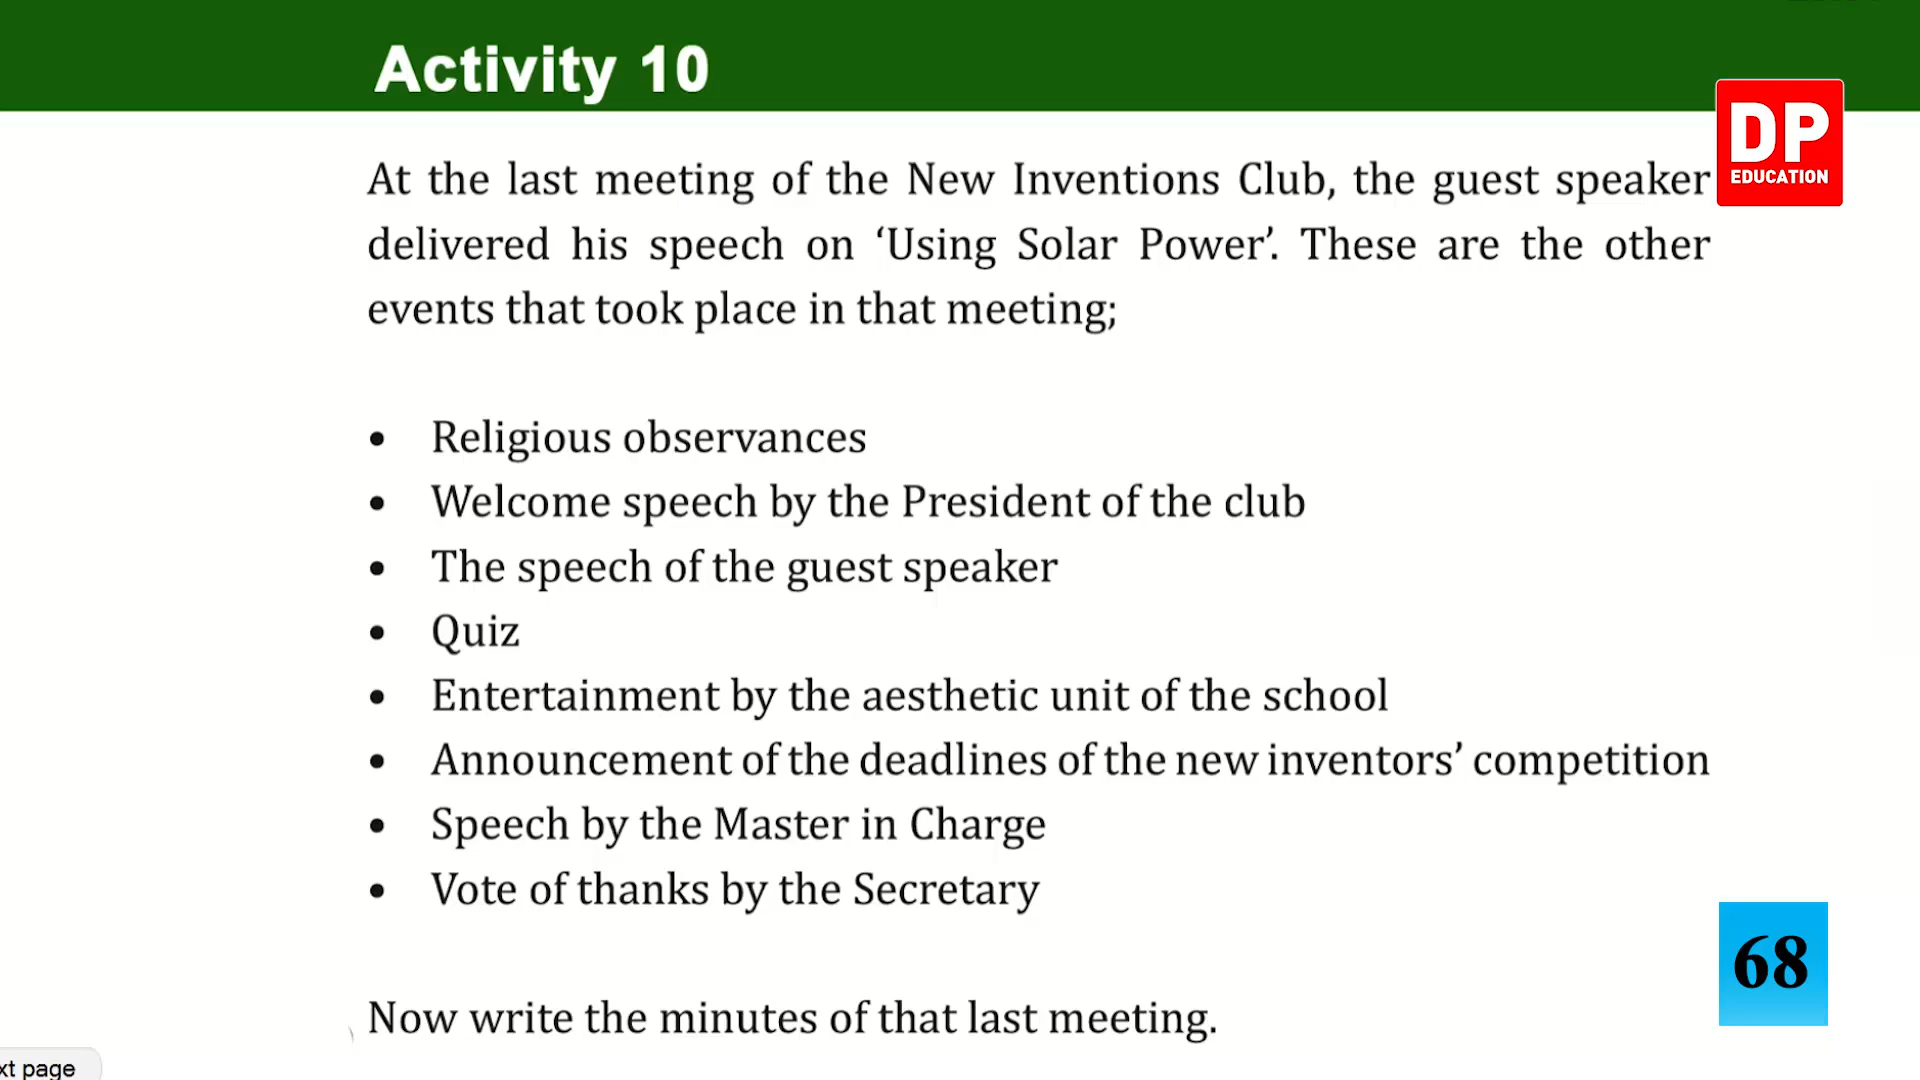 Activity 10
DP
EDUCATION
At the last meeting of the New Inventions Club, the guest speaker
delivered his speech on ‘Using Solar Power’. These are the other
events that took place in that meeting;
• Religious observances
• Welcome speech by the President of the club
• The speech of the guest speaker
• Quiz
• Entertainment by the aesthetic unit of the school
• Announcement of the deadlines of the new inventors’ competition
• Speech by the Master in Charge
• Vote of thanks by the Secretary
68
Now write the minutes of that last meeting.
xt page